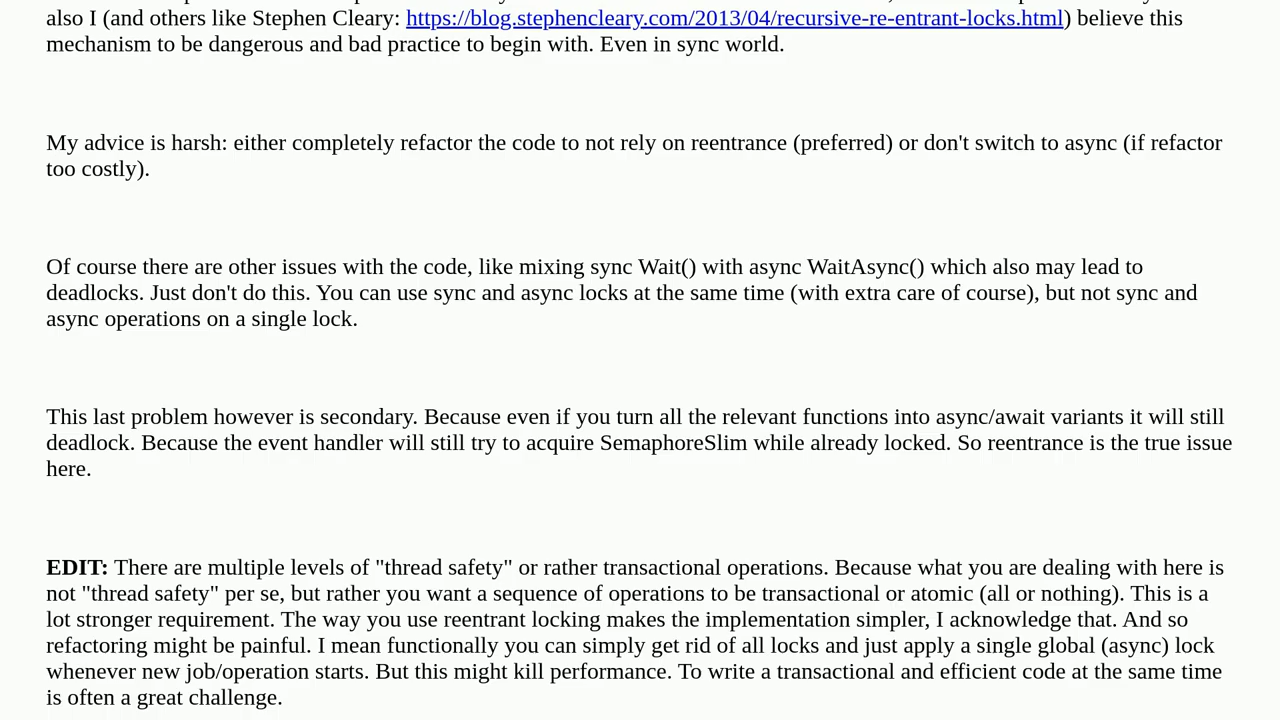 also I (and others like Stephen Cleary: https://blog.stephencleary.com/2013/04/recursive-re-entrant-locks.html) believe this
mechanism to be dangerous and bad practice to begin with. Even in sync world.
My advice is harsh: either completely refactor the code to not rely on reentrance (preferred) or don't switch to async (if refactor
too costly).
Of course there are other issues with the code, like mixing sync Wait() with async WaitAsync() which also may lead to
deadlocks. Just don't do this. You can use sync and async locks at the same time (with extra care of course), but not sync and
async operations on a single lock.
This last problem however is secondary. Because even if you turn all the relevant functions into async/await variants it will still
deadlock. Because the event handler will still try to acquire SemaphoreSlim while already locked. So reentrance is the true issue
here.
EDIT: There are multiple levels of "thread safety" or rather transactional operations. Because what you are dealing with here is
not "thread safety" per se, but rather you want a sequence of operations to be transactional or atomic (all or nothing). This is a
lot stronger requirement. The way you use reentrant locking makes the implementation simpler, I acknowledge that. And so
refactoring might be painful. I mean functionally you can simply get rid of all locks and just apply a single global (async) lock
whenever new job/operation starts. But this might kill performance. To write a transactional and efficient code at the same time
is often a great challenge.